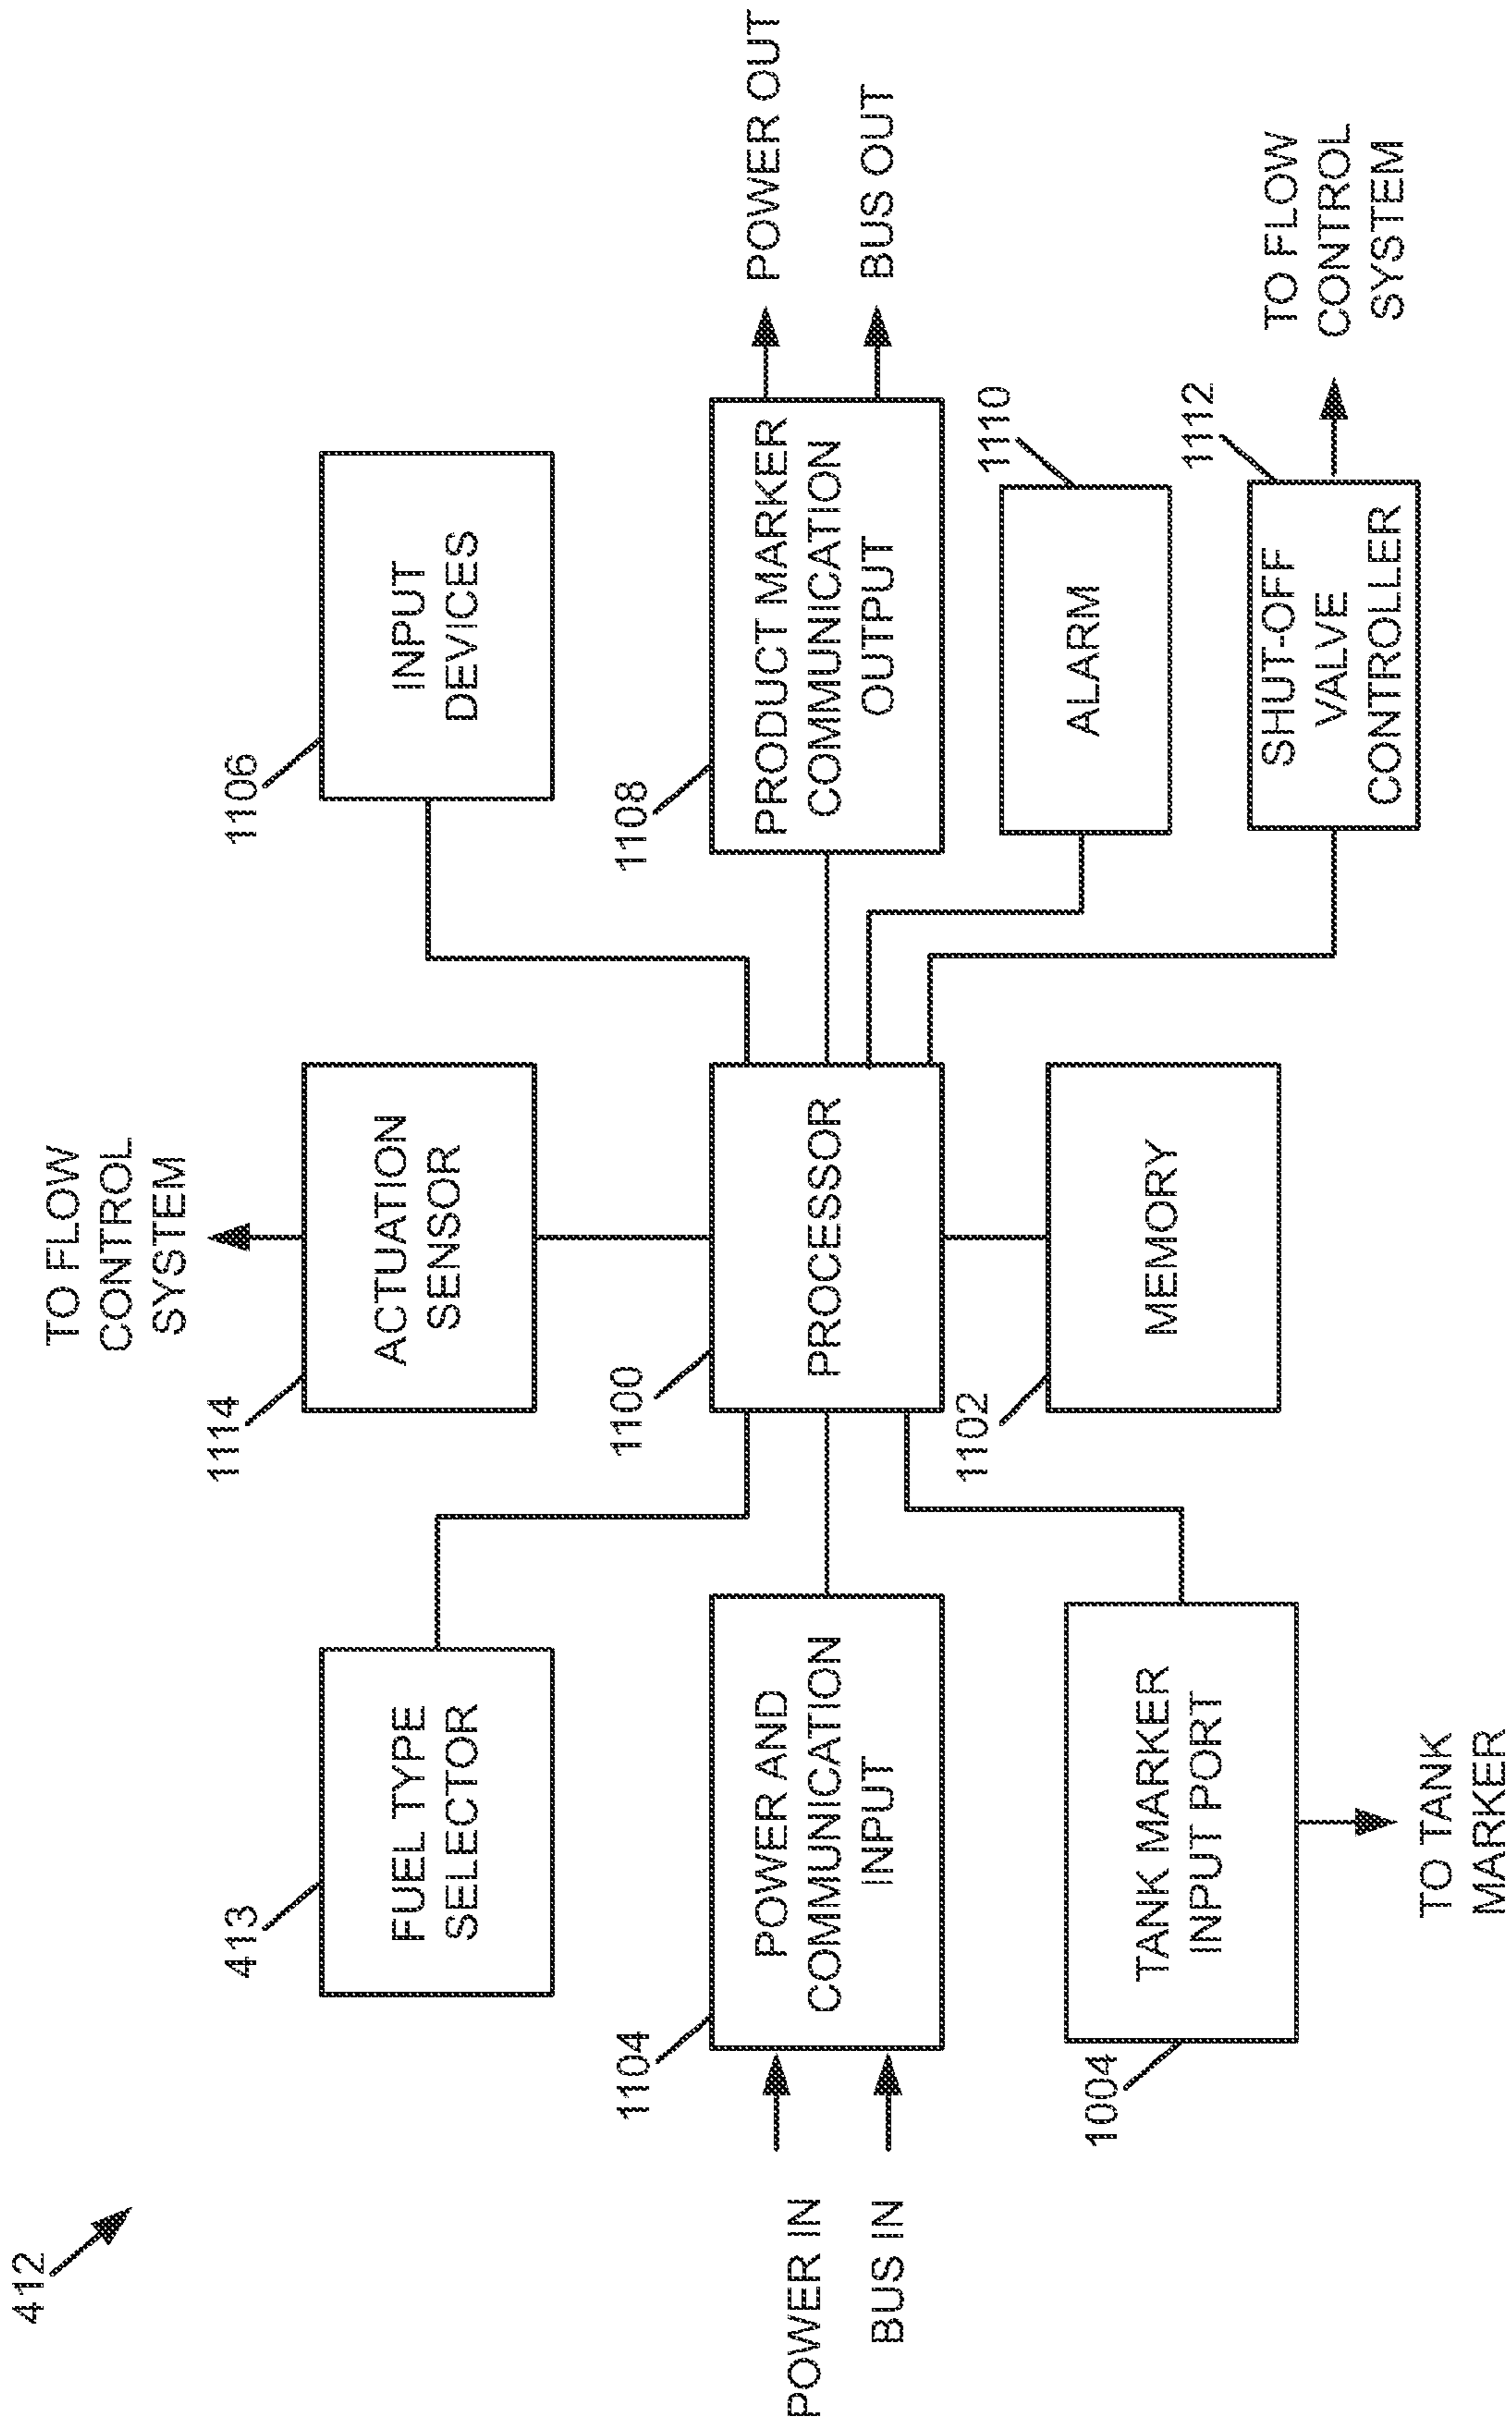 412
TO FLOW
CONTROL
SYSTEM
1114
ACTUATION
SENSOR
413
FUEL TYPE
SELECTOR
1106
INPUT
DEVICES
1104
POWER AND
COMMUNICATION
INPUT
POWER IN
BUS IN
1100
PROCESSOR
1108
PRODUCT MARKER
COMMUNICATION
OUTPUT
POWER OUT
BUS OUT
1004
TANK MARKER
INPUT PORT
TO TANK
MARKER
1102
MEMORY
1110
ALARM
1112
SHUT-OFF
VALVE
CONTROLLER
TO FLOW
CONTROL
SYSTEM